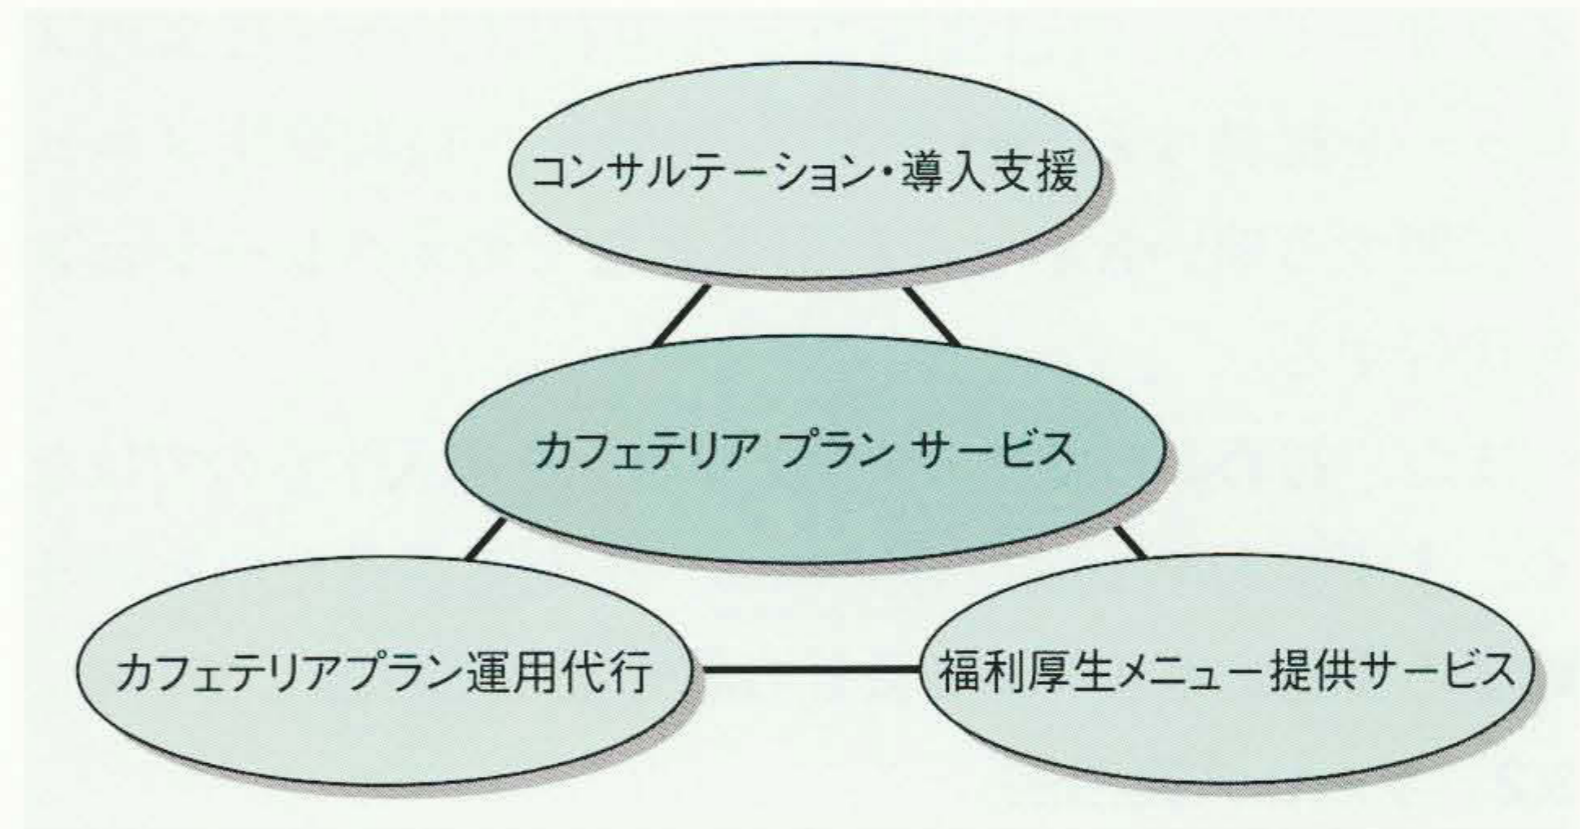 コンサルテーション・導入支援
カフェテリア プラン サービス
カフェテリアプラン運用代行
福利厚生メニュー提供サービス